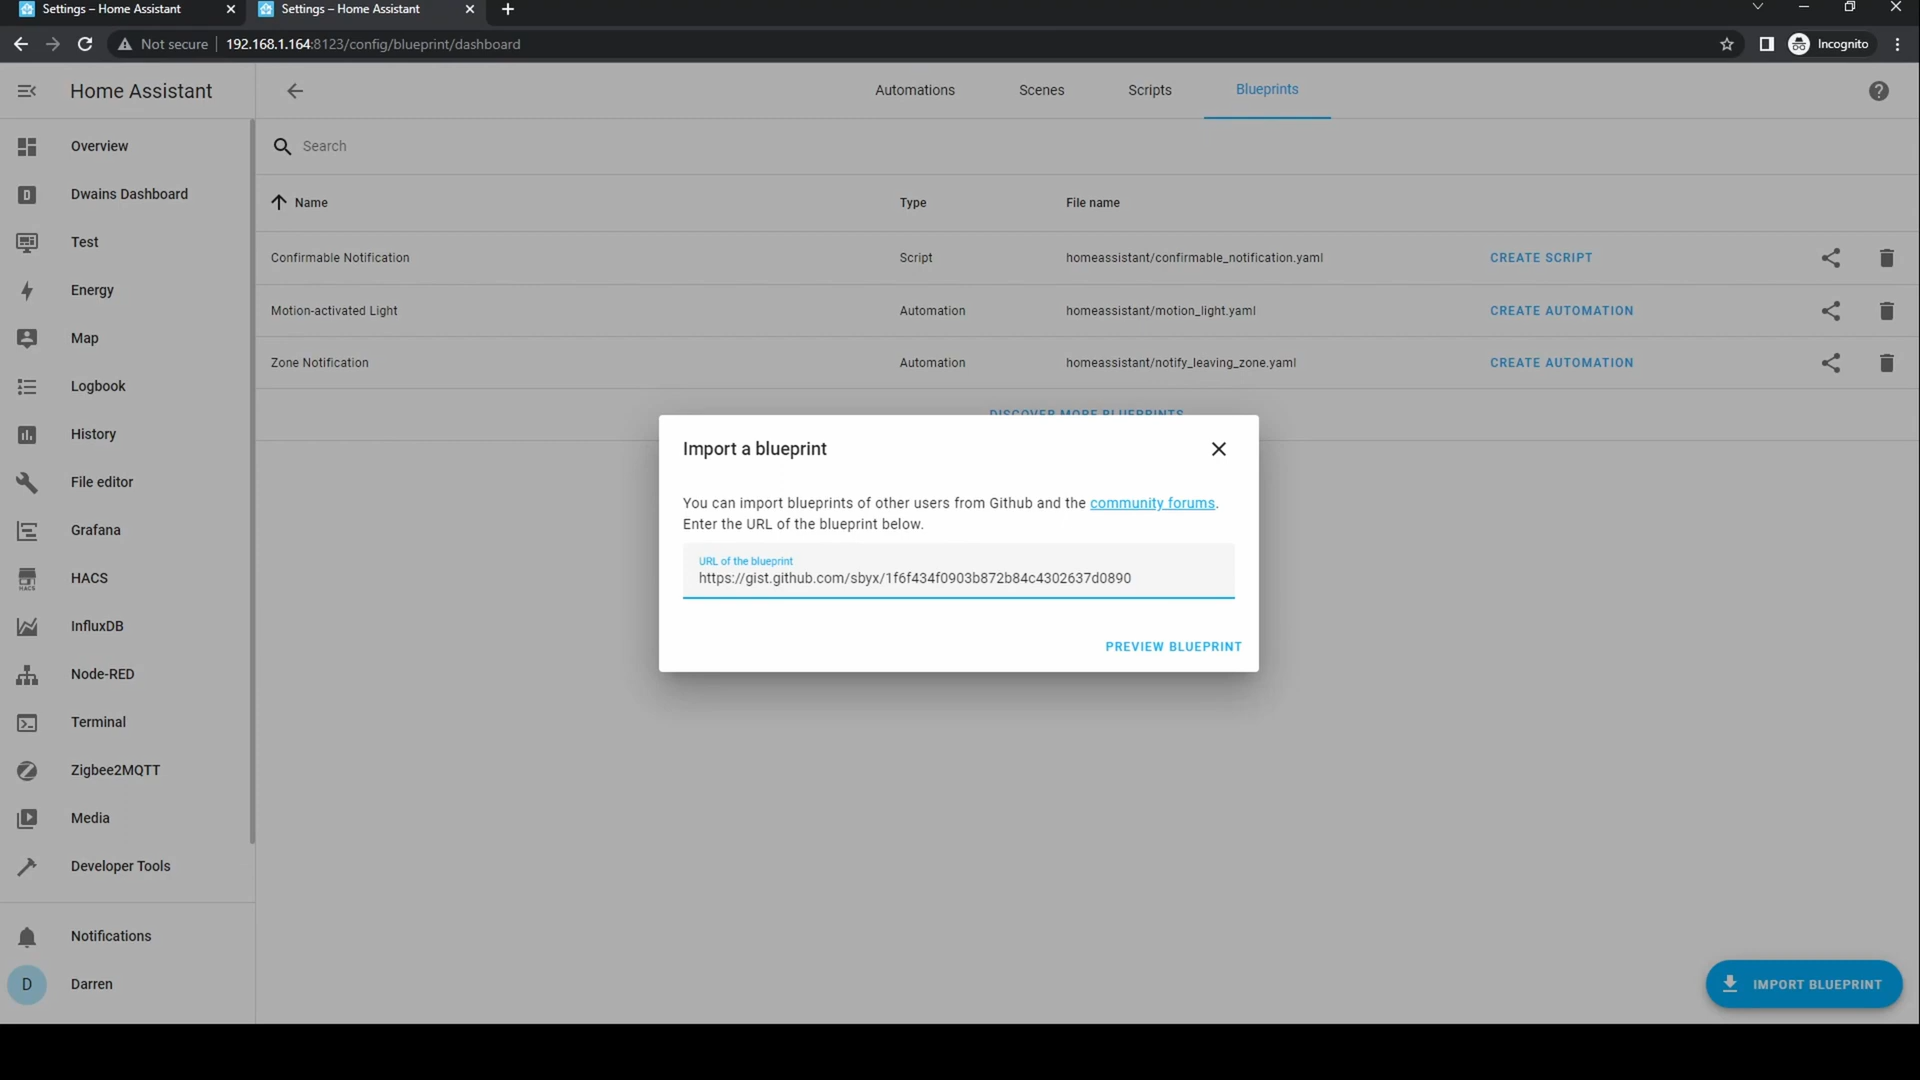 Settings – Home Assistant
Settings – Home Assistant
Not secure
192.168.1.164:8123/config/blueprint/dashboard
Incognito
Home Assistant
Automations
Scenes
Scripts
Blueprints
Overview
Search
D
Dwains Dashboard
Name
Type
File name
Test
Confirmable Notification
Script
homeassistant/confirmable_notification.yaml
CREATE SCRIPT
Energy
Motion-activated Light
Automation
homeassistant/motion_light.yaml
CREATE AUTOMATION
Map
Zone Notification
Automation
homeassistant/notify_leaving_zone.yaml
CREATE AUTOMATION
Logbook
DISCOVER MORE BLUEPRINTS
History
Import a blueprint
File editor
You can import blueprints of other users from Github and the community forums.
Enter the URL of the blueprint below.
Grafana
URL of the blueprint
https://gist.github.com/sbyx/1f6f434f0903b872b84c4302637d0890
HACS
HACS
InfluxDB
PREVIEW BLUEPRINT
Node-RED
Terminal
Zigbee2MQTT
Media
Developer Tools
Notifications
D
Darren
IMPORT BLUEPRINT